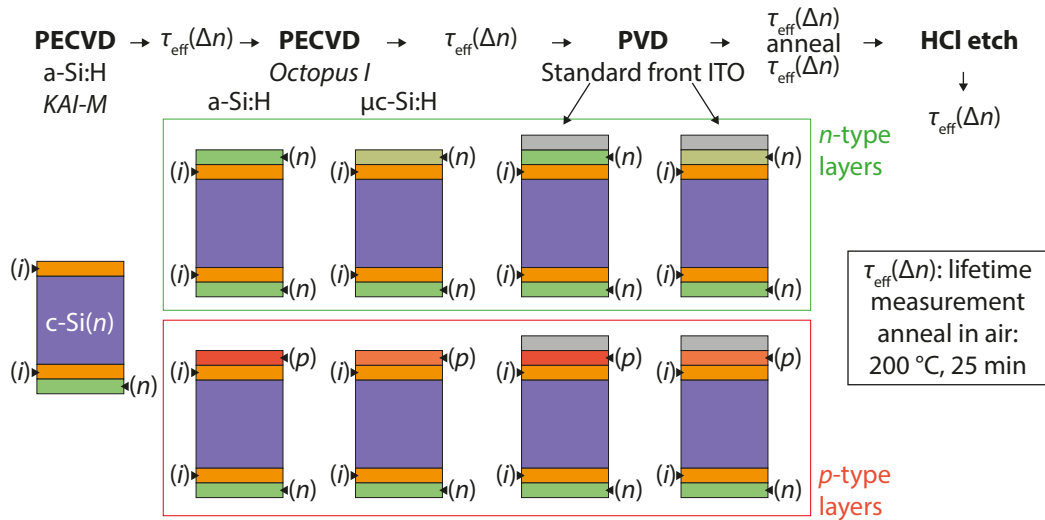 PECVD
a-Si:H
KAI-M
τeff(Δn)
PECVD
Octopus I
a-Si:H
μc-Si:H
τeff(Δn)
PVD
Standard front ITO
τeff(Δn)
anneal
τeff(Δn)
HCl etch
τeff(Δn)
n-type
layers
(n)
(n)
(n)
(n)
(i)
(i)
(i)
(i)
(i)
(i)
(i)
(i)
(n)
(n)
(n)
(n)
(i)
c-Si(n)
(i)
(n)
τeff(Δn): lifetime
measurement
anneal in air:
200 °C, 25 min
(p)
(p)
(p)
(p)
(i)
(i)
(i)
(i)
(i)
(i)
(i)
(i)
(n)
(n)
(n)
(n)
p-type
layers